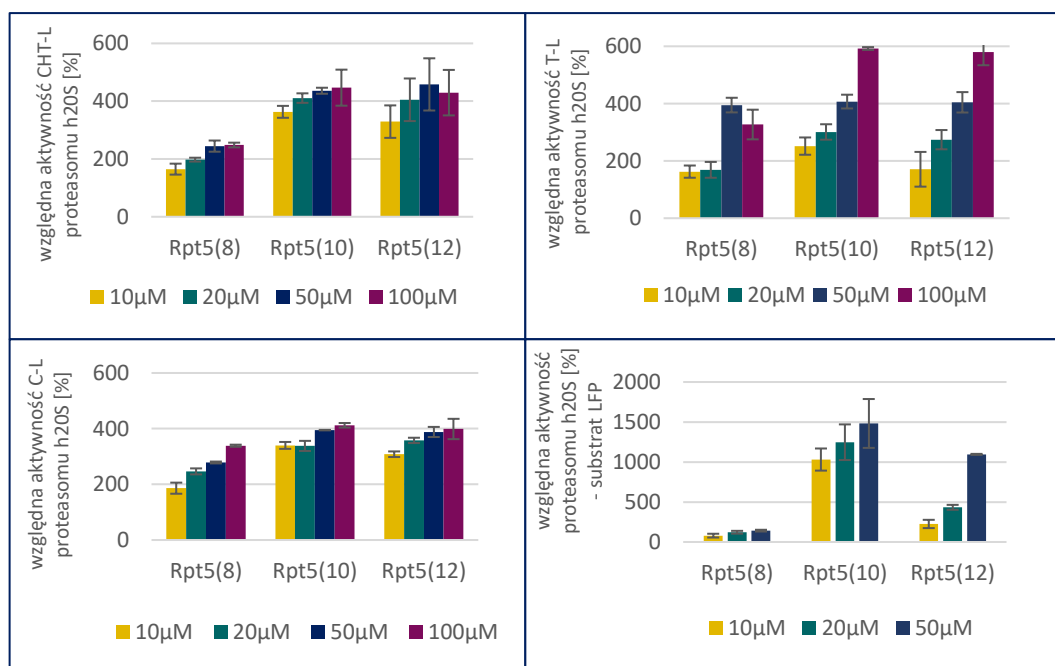 względna aktywność CHT-L
proteasomu h20S [%]
600
400
200
0
Rpt5(8) Rpt5(10) Rpt5(12)
10µM 20µM 50µM 100µM
względna aktywność T-L
proteasomu h20S [%]
600
400
200
0
Rpt5(8) Rpt5(10) Rpt5(12)
10µM 20µM 50µM 100µM
względna aktywność C-L
proteasomu h20S [%]
600
400
200
0
Rpt5(8) Rpt5(10) Rpt5(12)
10µM 20µM 50µM 100µM
względna aktywność
proteasomu h20S [%]
- substrat LFP
2000
1500
1000
500
0
Rpt5(8) Rpt5(10) Rpt5(12)
10µM 20µM 50µM